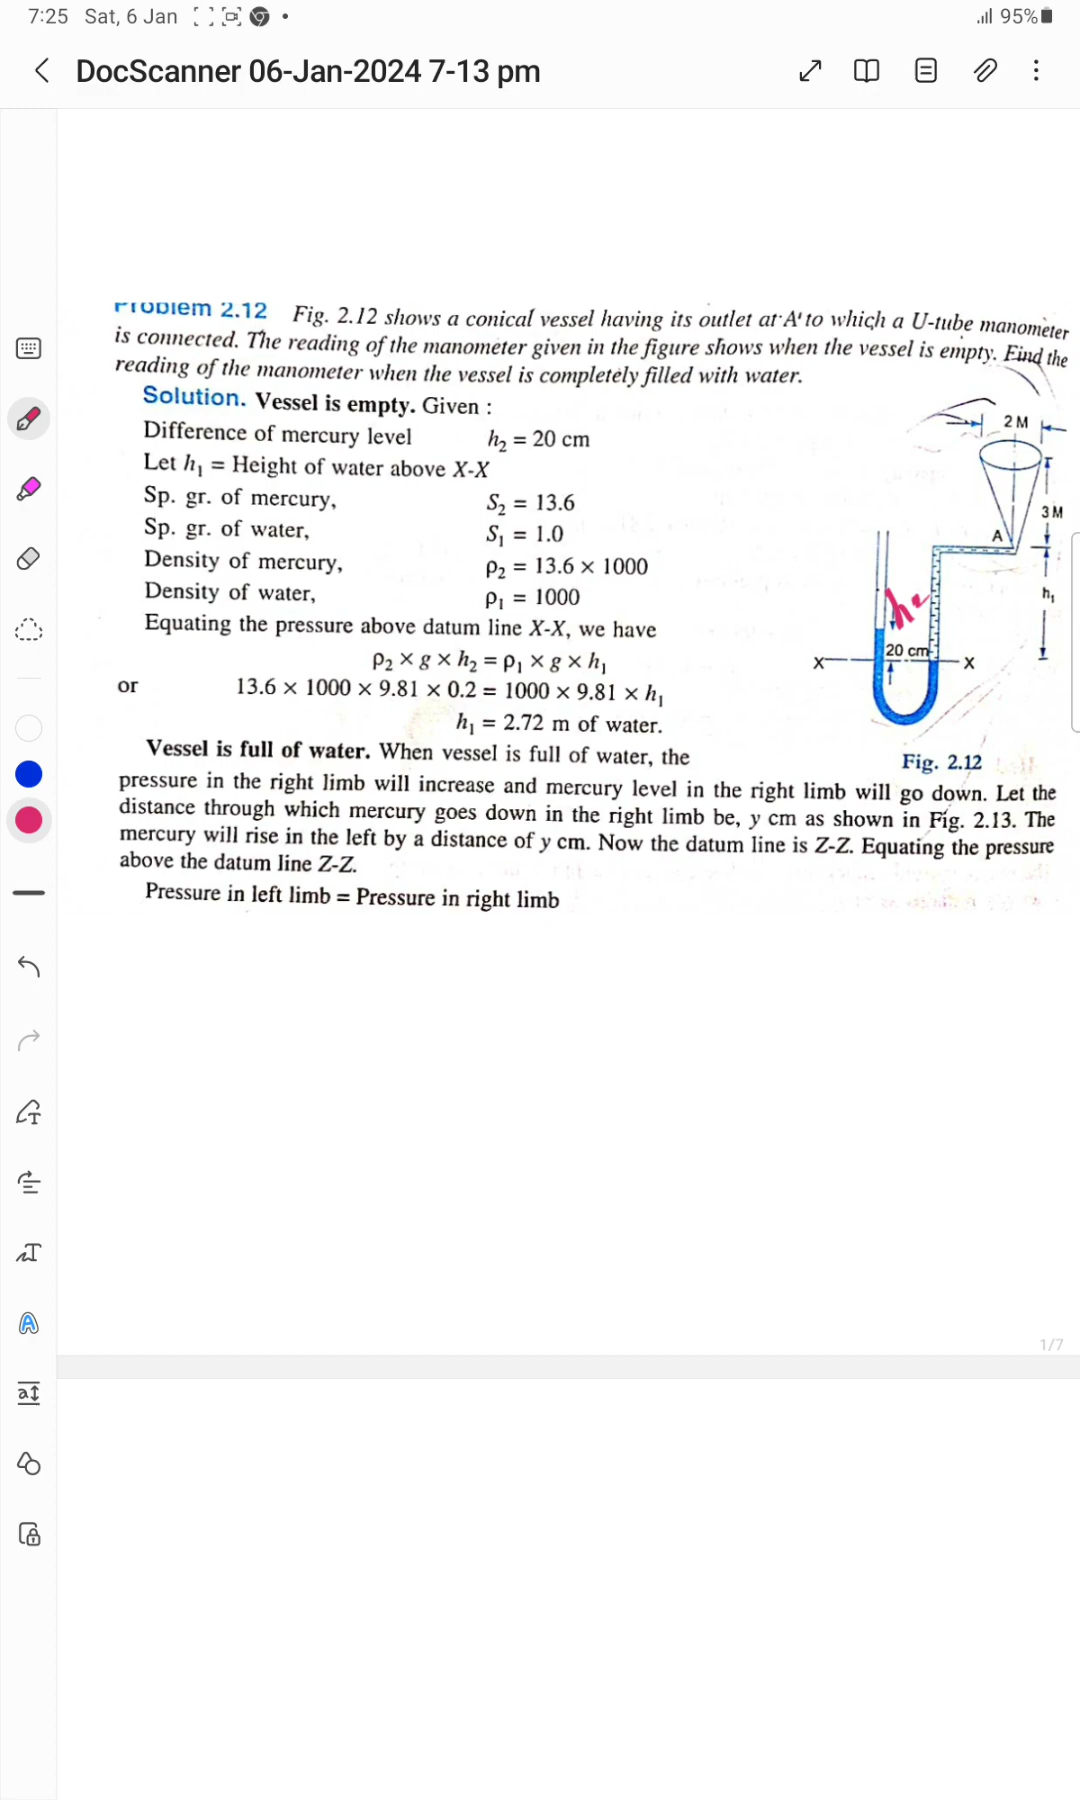 7:25 Sat, 6 Jan
95%
DocScanner 06-Jan-2024 7-13 pm
Problem 2.12 Fig. 2.12 shows a conical vessel having its outlet at A to which a U-tube manometer
is connected. The reading of the manometer given in the figure shows when the vessel is empty. Find the
reading of the manometer when the vessel is completely filled with water.
Solution. Vessel is empty. Given :
Difference of mercury level h₂ = 20 cm
Let h₁ = Height of water above X-X
Sp. gr. of mercury, S₂ = 13.6
Sp. gr. of water, S₁ = 1.0
Density of mercury, ρ₂ = 13.6 × 1000
Density of water, ρ₁ = 1000
Equating the pressure above datum line X-X, we have
ρ₂ × g × h₂ = ρ₁ × g × h₁
or 13.6 × 1000 × 9.81 × 0.2 = 1000 × 9.81 × h₁
h₁ = 2.72 m of water.
2 M
3 M
A
h₁
h₂
20 cm
X X
Fig. 2.12
Vessel is full of water. When vessel is full of water, the
pressure in the right limb will increase and mercury level in the right limb will go down. Let the
distance through which mercury goes down in the right limb be, y cm as shown in Fig. 2.13. The
mercury will rise in the left by a distance of y cm. Now the datum line is Z-Z. Equating the pressure
above the datum line Z-Z.
Pressure in left limb = Pressure in right limb
1/7